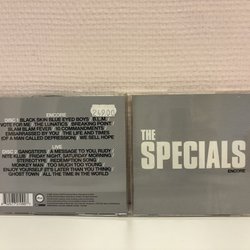 ENCORE
DISC 1 BLACK SKIN BLUE EYED BOYS B.L.M.
VOTE FOR ME THE LUNATICS BREAKING POINT
SLAM BLAM FEVER 10 COMMANDMENTS
EMBARRASSED BY YOU THE LIFE AND TIMES
(OF A MAN CALLED DEPRESSION) WE SELL HOPE
LIVE
DISC 2 GANGSTERS A MESSAGE TO YOU, RUDY
NITE KLUB FRIDAY NIGHT, SATURDAY MORNING
STEREOTYPE REDEMPTION SONG
MONKEY MAN TOO MUCH TOO YOUNG
ENJOY YOURSELF (IT'S LATER THAN YOU THINK)
GHOST TOWN ALL THE TIME IN THE WORLD
THE
SPECIALS
ENCORE